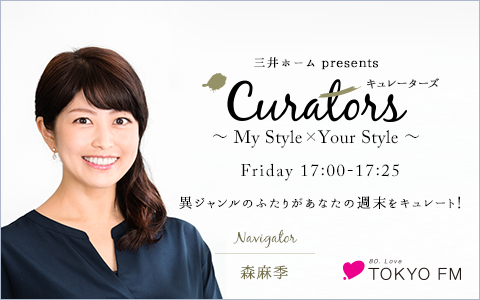 三井ホーム presents
キュレーターズ
Curators
～ My Style×Your Style ～
Friday 17:00-17:25
異ジャンルのふたりがあなたの週末をキュレート!
Navigator
森麻季
80. Love
TOKYO FM